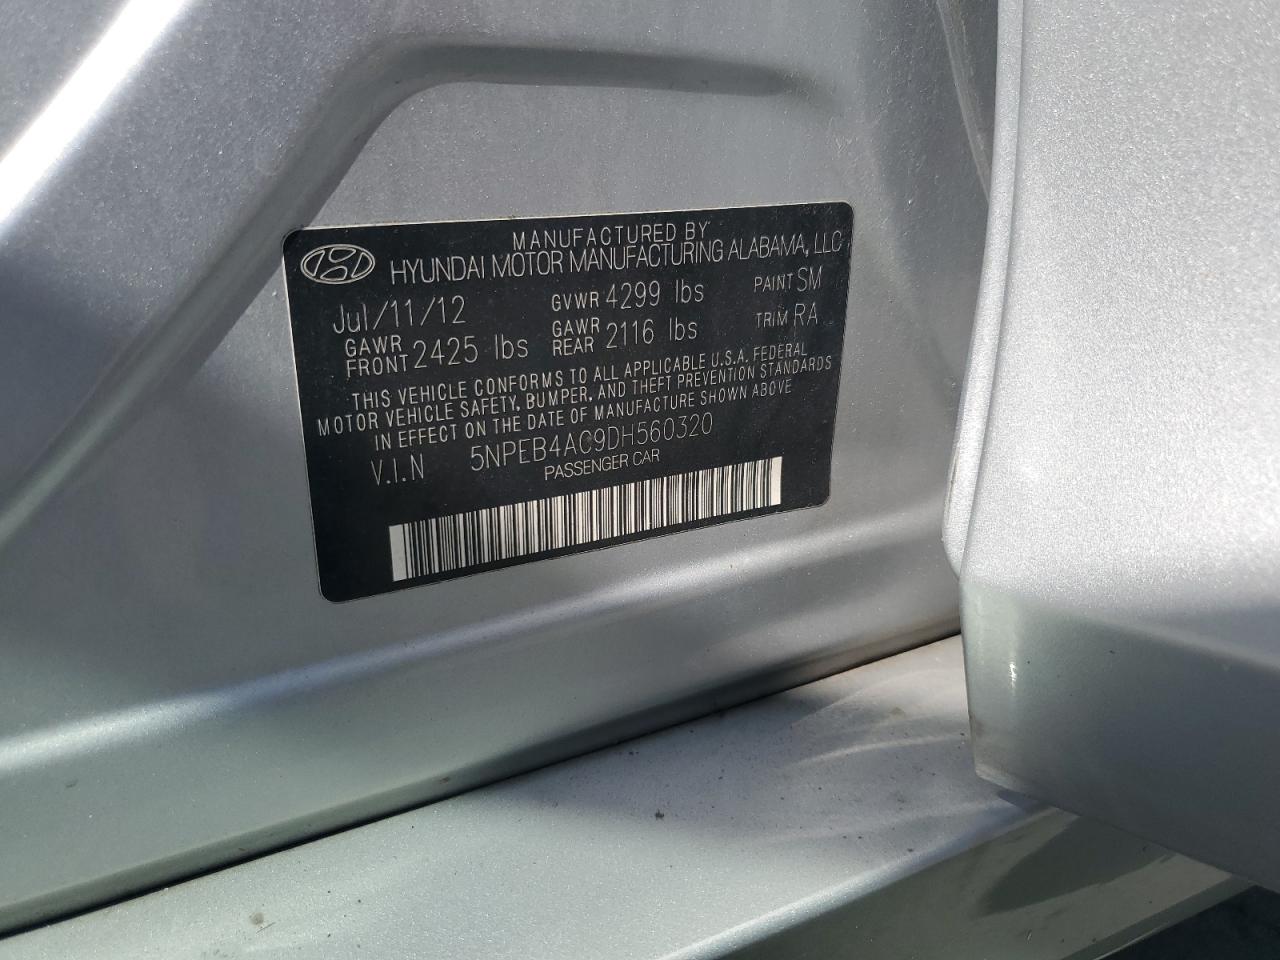 MANUFACTURED BY
HYUNDAI MOTOR MANUFACTURING ALABAMA, LLC
Jul/11/12 GVWR 4299 lbs PAINT SM
GAWR FRONT 2425 lbs GAWR REAR 2116 lbs TRIM RA
THIS VEHICLE CONFORMS TO ALL APPLICABLE U.S.A. FEDERAL
MOTOR VEHICLE SAFETY, BUMPER, AND THEFT PREVENTION STANDARDS
IN EFFECT ON THE DATE OF MANUFACTURE SHOWN ABOVE
V.I.N 5NPEB4AC9DH560320
PASSENGER CAR